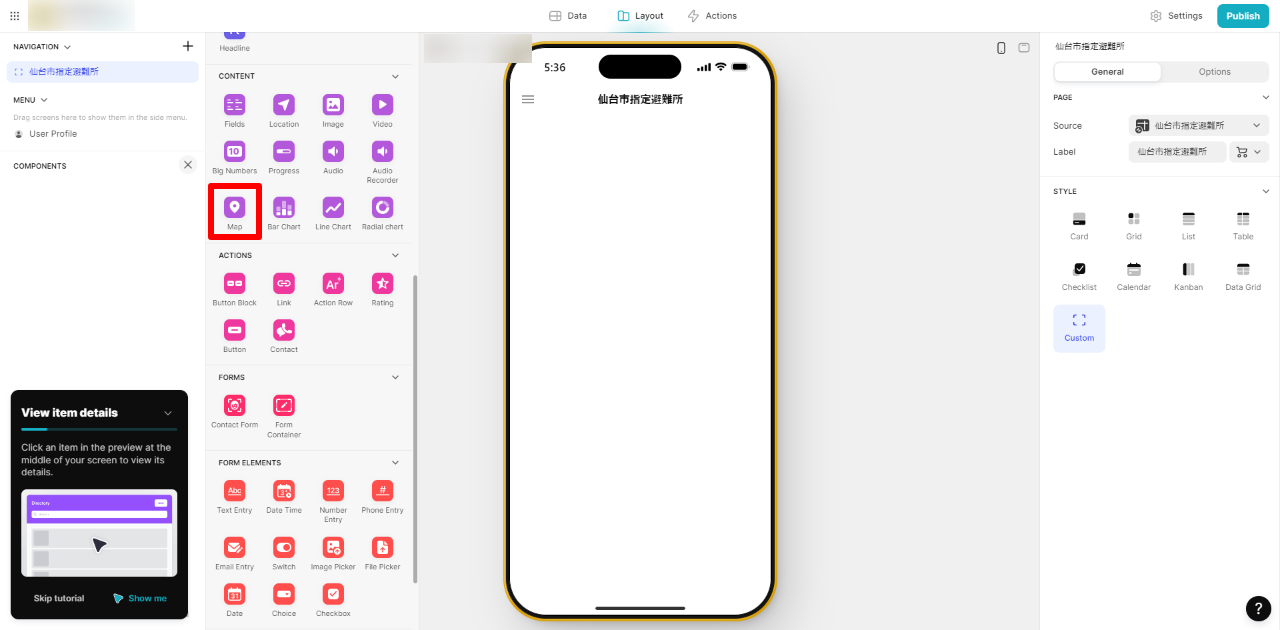 Data
Layout
Actions
Settings
Publish
NAVIGATION
仙台市指定避難所
MENU
Drag screens here to show them in the side menu.
User Profile
COMPONENTS
View item details
Click an item in the preview at the
middle of your screen to view its
details.
Directory
Skip tutorial
Show me
Headline
CONTENT
Fields
Location
Image
Video
10
Big Numbers
Progress
Audio
Audio
Recorder
Map
Bar Chart
Line Chart
Radial chart
ACTIONS
Button Block
Link
Ar+
Action Row
Rating
Button
Contact
FORMS
Contact Form
Form
Container
FORM ELEMENTS
Abc
Text Entry
Date Time
123
Number
Entry
#
Phone Entry
Email Entry
Switch
Image Picker
File Picker
31
Date
Choice
Checkbox
5:36
仙台市指定避難所
仙台市指定避難所
General
Options
PAGE
Source
仙台市指定避難所
Label
仙台市指定避難所
STYLE
Card
Grid
List
Table
Checklist
Calendar
Kanban
Data Grid
Custom
?